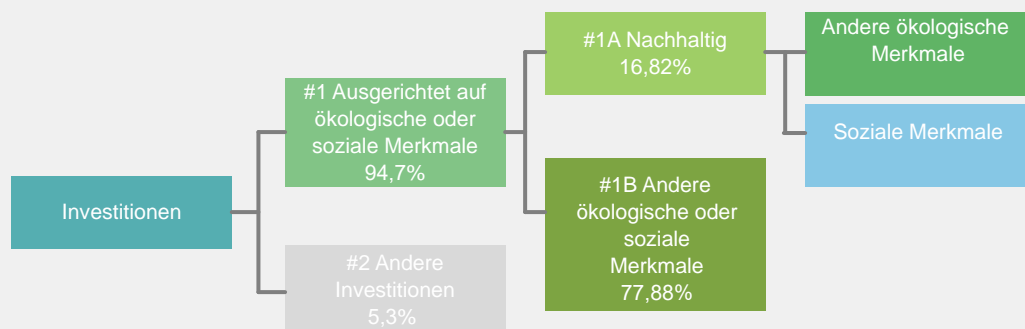 Investitionen
#1 Ausgerichtet auf
ökologische oder
soziale Merkmale
94,7%
#2 Andere
Investitionen
5,3%
#1A Nachhaltig
16,82%
#1B Andere
ökologische oder
soziale
Merkmale
77,88%
Andere ökologische
Merkmale
Soziale Merkmale